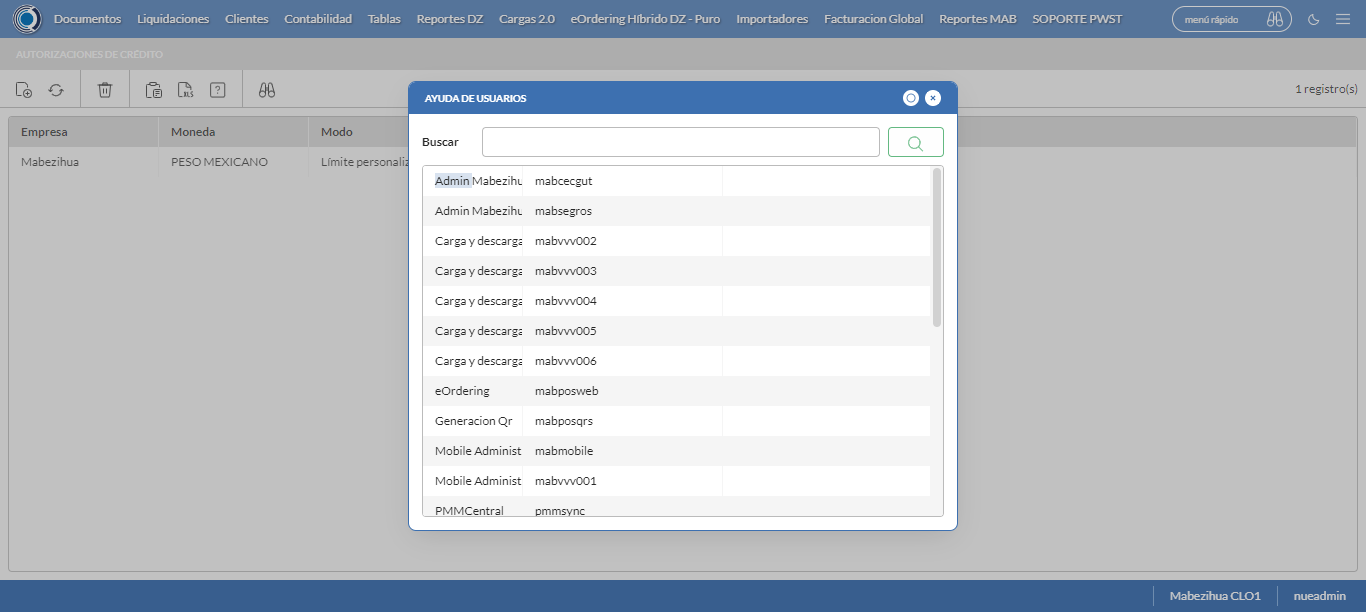 Documentos Liquidaciones Clientes Contabilidad Tablas Reportes DZ Cargas 2.0 eOrdering Híbrido DZ - Puro Importadores Facturacion Global Reportes MAB SOPORTE PWST menú rápido
AUTORIZACIONES DE CRÉDITO
XLS ? 1 registro(s)
Empresa Moneda Modo
Mabezihua PESO MEXICANO Límite personaliz
AYUDA DE USUARIOS
Buscar
Admin Mabezihu mabcecgut
Admin Mabezihu mabsegros
Carga y descarga mabvvv002
Carga y descarga mabvvv003
Carga y descarga mabvvv004
Carga y descarga mabvvv005
Carga y descarga mabvvv006
eOrdering mabposweb
Generacion Qr mabposqrs
Mobile Administ mabmobile
Mobile Administ mabvvv001
PMMCentral pmmsync
Mabezihua CLO1 nueadmin